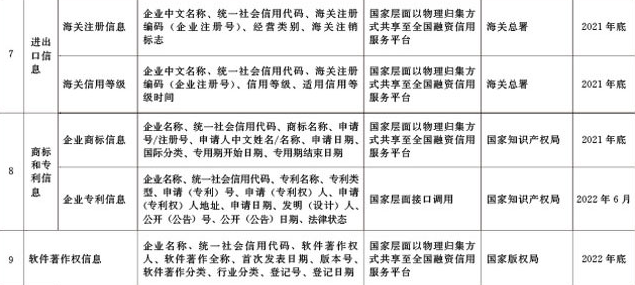 7
进出
口信息
海关注册信息
企业中文名称、统一社会信用代码、海关注册
编码（企业注册号）、经营类别、海关注销
标志
国家层面以物理归集方
式共享至全国融资信用
服务平台
海关总署
2021 年底
海关信用等级
企业中文名称、统一社会信用代码、海关注册
编码（企业注册号）、信用等级、适用信用等
级时间
国家层面以物理归集方
式共享至全国融资信用
服务平台
海关总署
2021 年底
8
商标
和专
利信息
企业商标信息
企业名称、统一社会信用代码、商标名称、申请
号/注册号、申请人中文姓名/名称、申请日期、
国际分类、专用期开始日期、专用期结束日期
国家层面以物理归集方
式共享至全国融资信用
服务平台
国家知识产权局
2021 年底
企业专利信息
企业名称、统一社会信用代码、专利名称、专利类
型、申请（专利）号、申请（专利权）人、申请
（专利权）人地址、申请日期、发明（设计）人、
公开（公告）号、公开（公告）日期、法律状态
国家层面接口调用
国家知识产权局
2022 年 6 月
9
软件著作权信息
企业名称、统一社会信用代码、软件著作权
人、软件著作全称、首次发表日期、版本号、
软件著作分类、行业分类、登记号、登记日期
国家层面以物理归集方
式共享至全国融资信用
服务平台
国家版权局
2022 年底